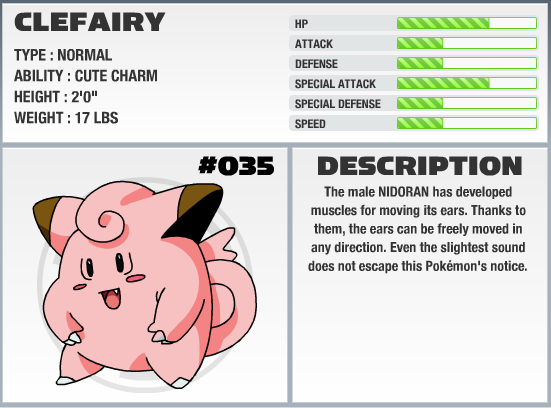 CLEFAIRY
TYPE : NORMAL
ABILITY : CUTE CHARM
HEIGHT : 2'0"
WEIGHT : 17 LBS
HP
ATTACK
DEFENSE
SPECIAL ATTACK
SPECIAL DEFENSE
SPEED
#035
DESCRIPTION
The male NIDORAN has developed
muscles for moving its ears. Thanks to
them, the ears can be freely moved in
any direction. Even the slightest sound
does not escape this Pokémon's notice.